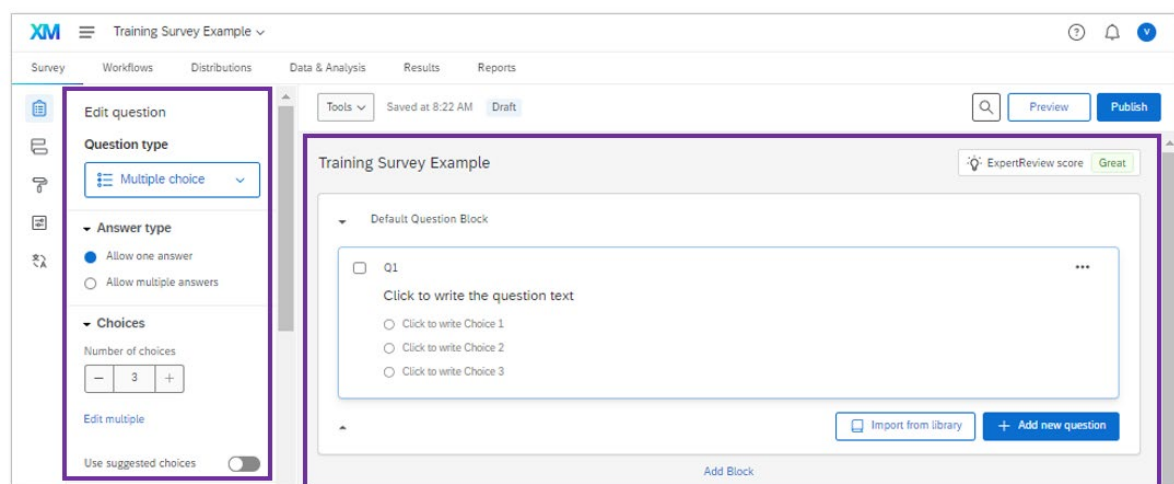 XM Training Survey Example
V
Survey Workflows Distributions Data & Analysis Results Reports
Edit question
Question type
Multiple choice
Answer type
Allow one answer
Allow multiple answers
Choices
Number of choices
3
Edit multiple
Use suggested choices
Tools Saved at 8:22 AM Draft Preview Publish
Training Survey Example ExpertReview score Great
Default Question Block
Q1
Click to write the question text
Click to write Choice 1
Click to write Choice 2
Click to write Choice 3
Import from library + Add new question
Add Block